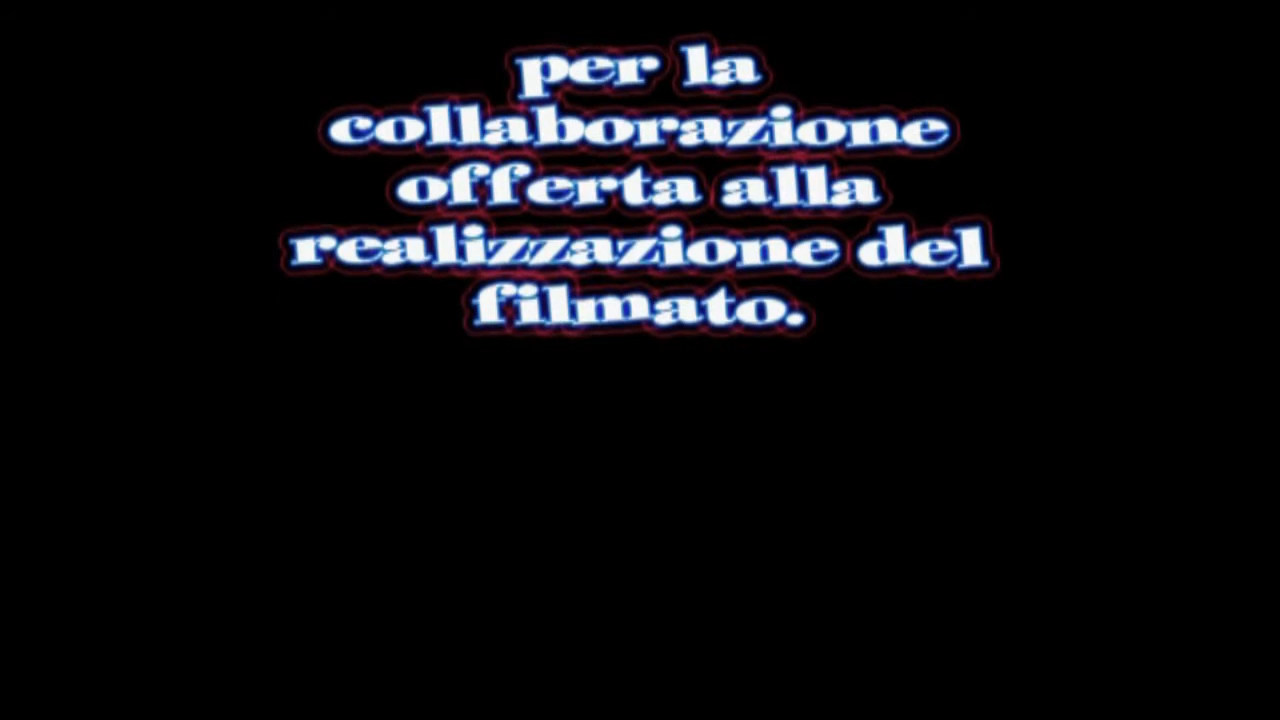 per la
collaborazione
offerta alla
realizzazione del
filmato.